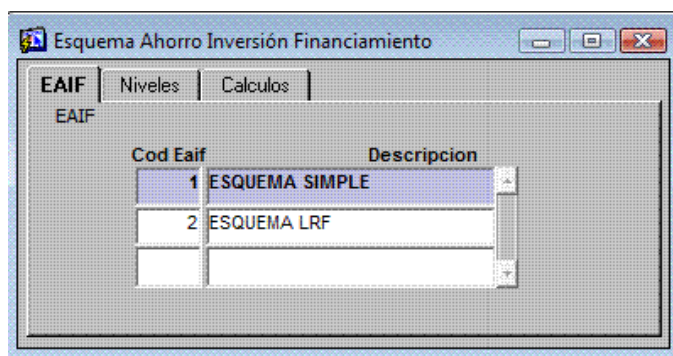 Esquema Ahorro Inversión Financiamiento
EAIF Niveles Calculos
EAIF
Cod Eaif Descripcion
1 ESQUEMA SIMPLE
2 ESQUEMA LRF